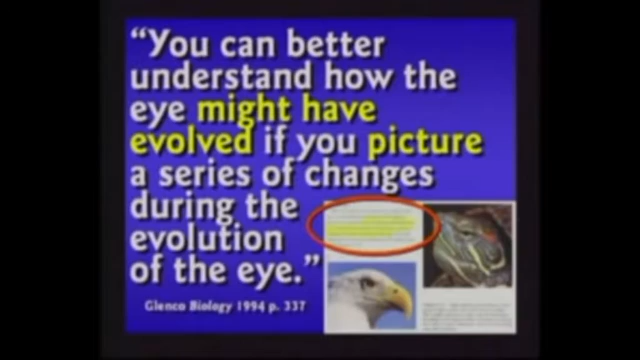 “You can better
understand how the
eye might have
evolved if you picture
a series of changes
during the
evolution
of the eye.”
Glenco Biology 1994 p. 337